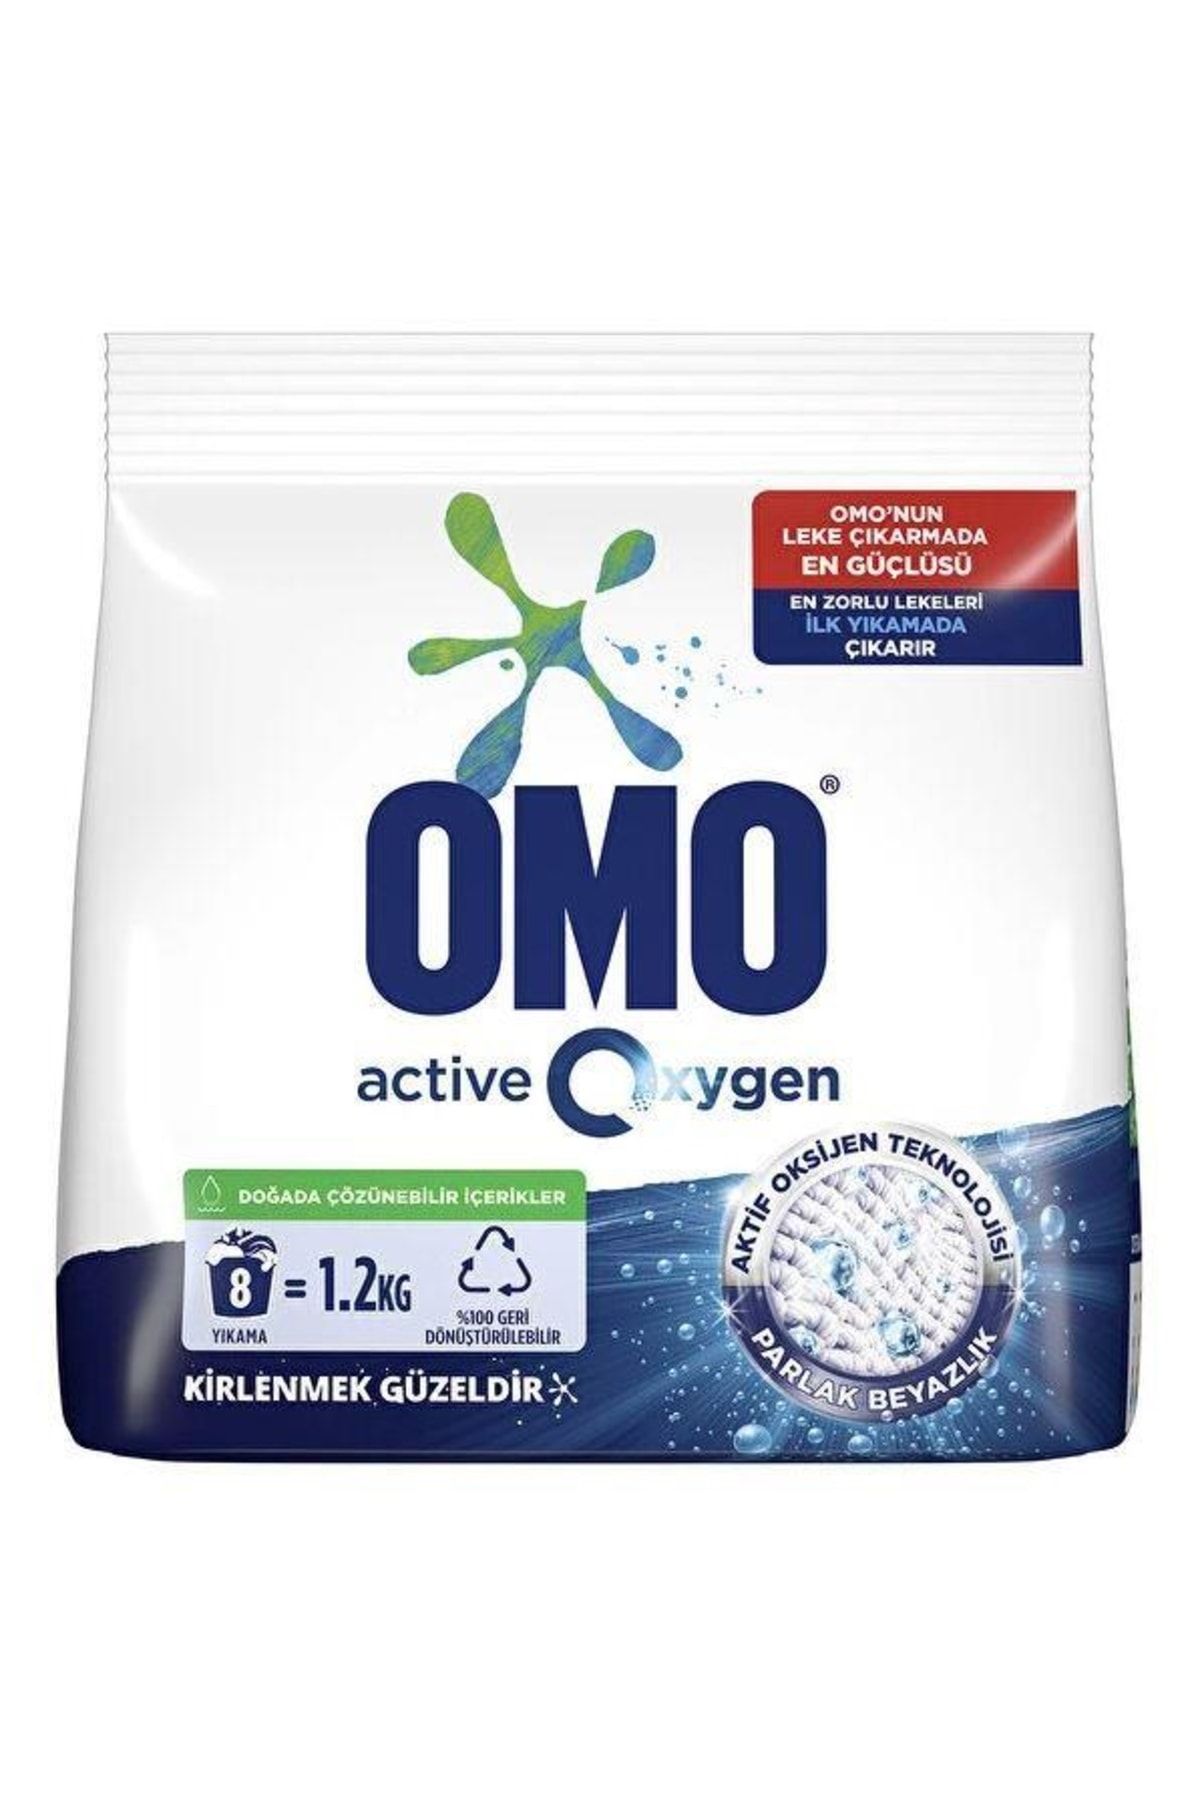 OMO'NUN
LEKE ÇIKARMADA
EN GÜÇLÜSÜ
EN ZORLU LEKELERİ
İLK YIKAMADA
ÇIKARIR
OMO®
active Oxygen
AKTİF OKSİJEN TEKNOLOJİSİ
PARLAK BEYAZLIK
DOĞADA ÇÖZÜNEBİLİR İÇERİKLER
8 = 1.2KG
YIKAMA
%100 GERİ
DÖNÜŞTÜRÜLEBİLİR
KİRLENMEK GÜZELDİR